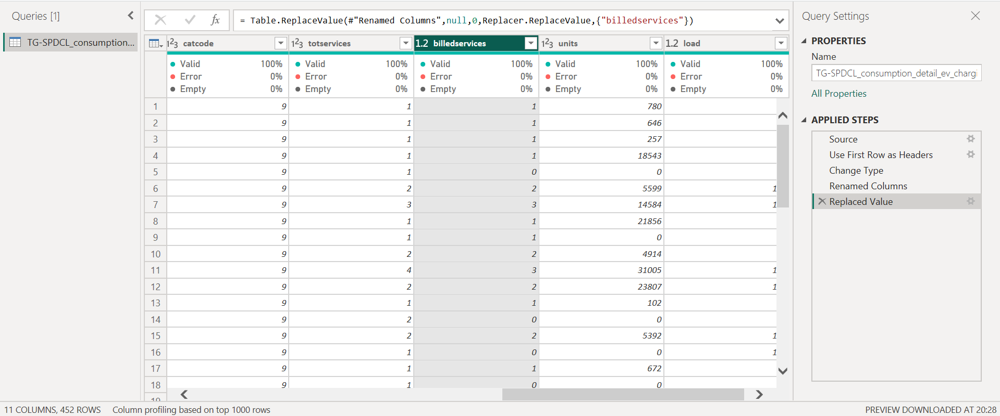 Queries [1]
TG-SPDCL_consumption...
fx
= Table.ReplaceValue(#"Renamed Columns",null,0,Replacer.ReplaceValue,{"billedservices"})
1²3 catcode 1²3 totservices 1.2 billedservices 1²3 units 1.2 load
Valid 100% Valid 100% Valid 100% Valid 100% Valid 100%
Error 0% Error 0% Error 0% Error 0% Error 0%
Empty 0% Empty 0% Empty 0% Empty 0% Empty 0%
1 9 1 1 780
2 9 1 1 646
3 9 1 1 257
4 9 1 1 18543
5 9 1 0 0
6 9 2 2 5599 1
7 9 3 3 14584 1
8 9 1 1 21856
9 9 1 1 0
10 9 2 2 4914
11 9 4 3 31005 1
12 9 2 2 23807 1
13 9 1 1 102
14 9 2 0 0
15 9 2 2 5392 1
16 9 1 0 0 1
17 9 1 1 672
18 9 1 0 0
19
Query Settings
PROPERTIES
Name
TG-SPDCL_consumption_detail_ev_chargi
All Properties
APPLIED STEPS
Source
Use First Row as Headers
Change Type
Renamed Columns
Replaced Value
11 COLUMNS, 452 ROWS Column profiling based on top 1000 rows PREVIEW DOWNLOADED AT 20:28